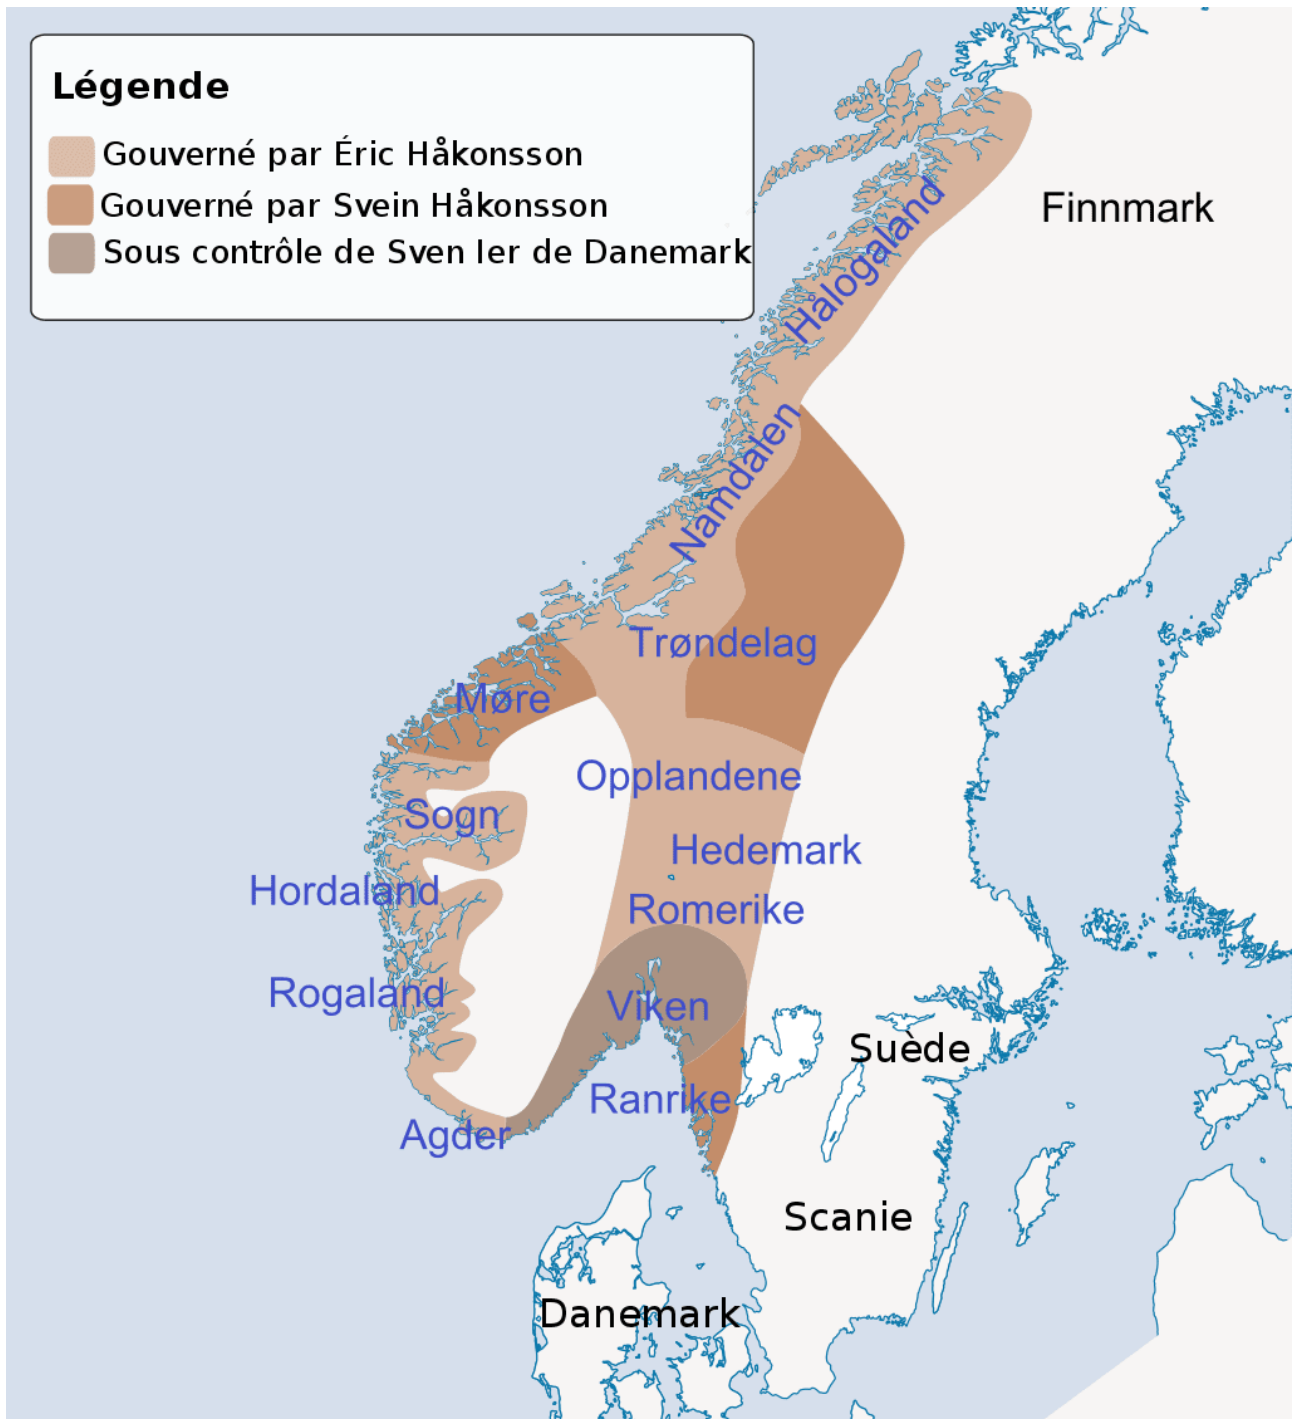 Légende
Gouverné par Éric Håkonsson
Gouverné par Svein Håkonsson
Sous contrôle de Sven Ier de Danemark
Finnmark
Hålogaland
Namdalen
Trøndelag
Møre
Opplandene
Sogn
Hedemark
Hordaland
Romerike
Rogaland
Viken
Suède
Ranrike
Agder
Scanie
Danemark